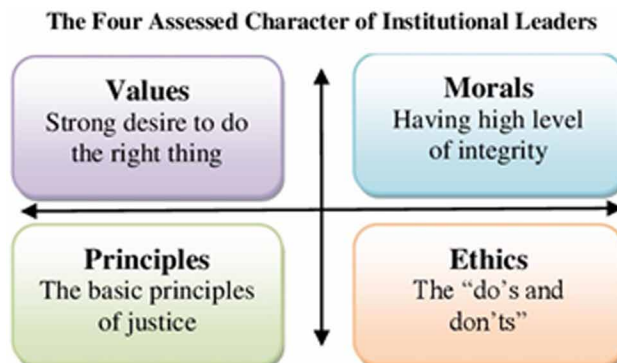 The Four Assessed Character of Institutional Leaders
Values
Strong desire to do
the right thing
Morals
Having high level
of integrity
Principles
The basic principles
of justice
Ethics
The “do’s and
don’ts”